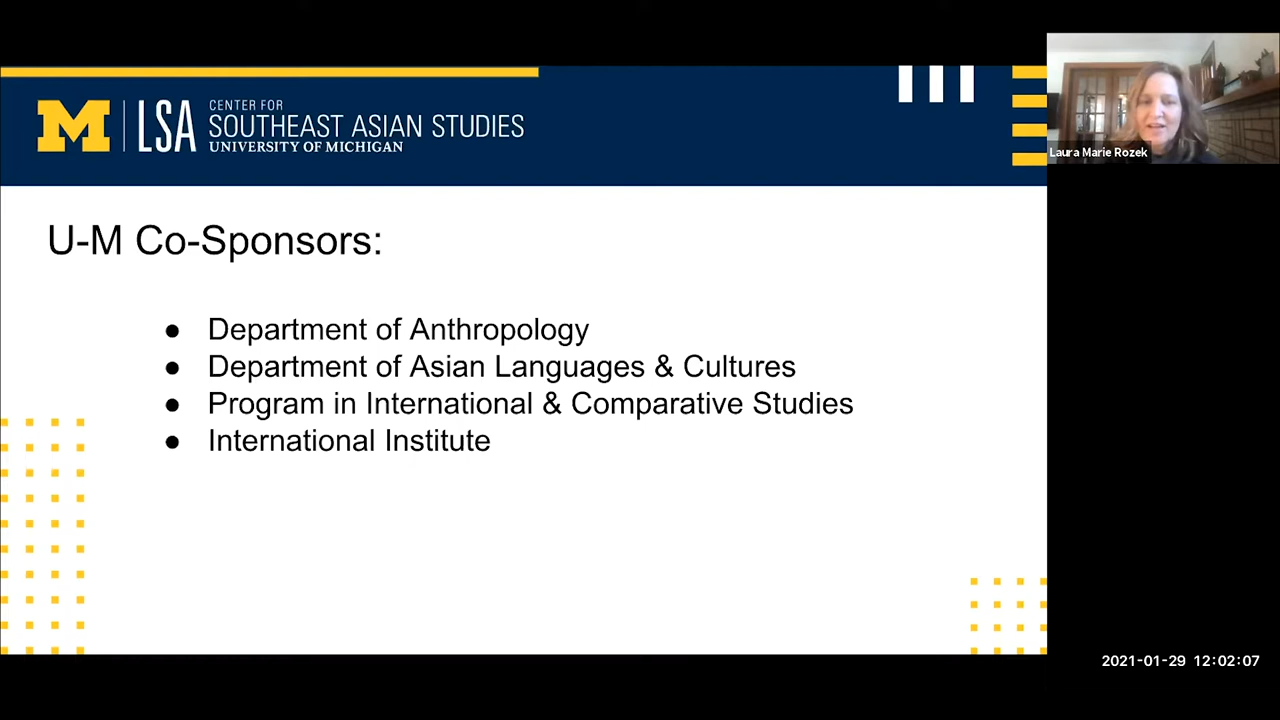 M LSA CENTER FOR
SOUTHEAST ASIAN STUDIES
UNIVERSITY OF MICHIGAN
Laura Marie Rozek
U-M Co-Sponsors:
● Department of Anthropology
● Department of Asian Languages & Cultures
● Program in International & Comparative Studies
● International Institute
2021-01-29 12:02:07